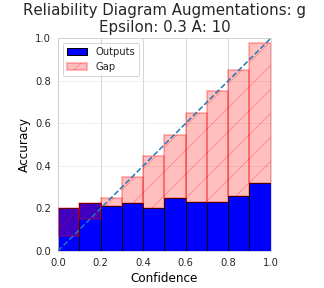 Reliability Diagram Augmentations: g
Epsilon: 0.3 A: 10
1.0
0.8
0.6
0.4
0.2
0.0
Accuracy
Outputs
Gap
0.0 0.2 0.4 0.6 0.8 1.0
Confidence